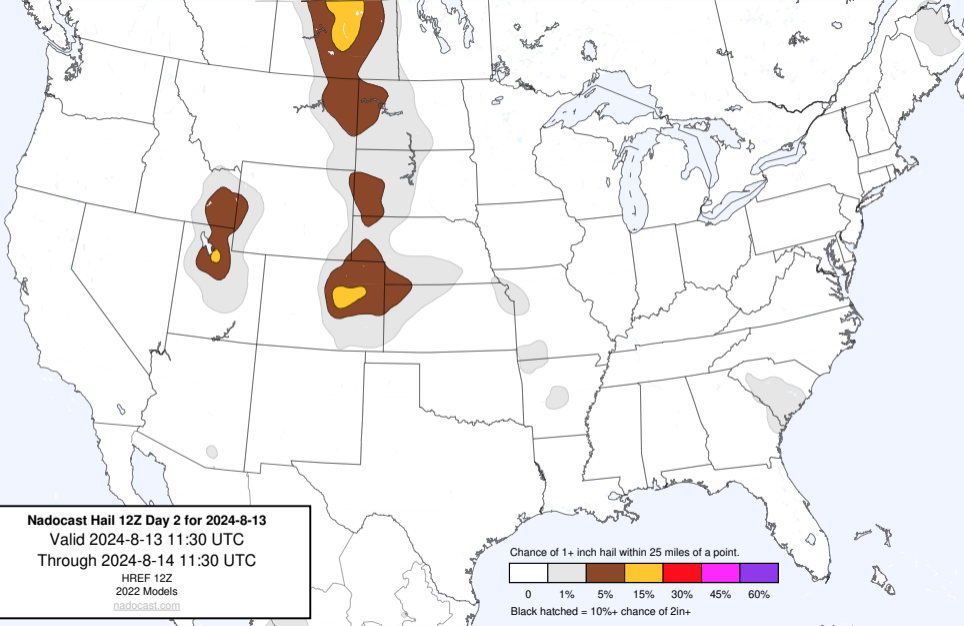 Nadocast Hail 12Z Day 2 for 2024-8-13
Valid 2024-8-13 11:30 UTC
Through 2024-8-14 11:30 UTC
HREF 12Z
2022 Models
nadocast.com
Chance of 1+ inch hail within 25 miles of a point.
0 1% 5% 15% 30% 45% 60%
Black hatched = 10%+ chance of 2in+